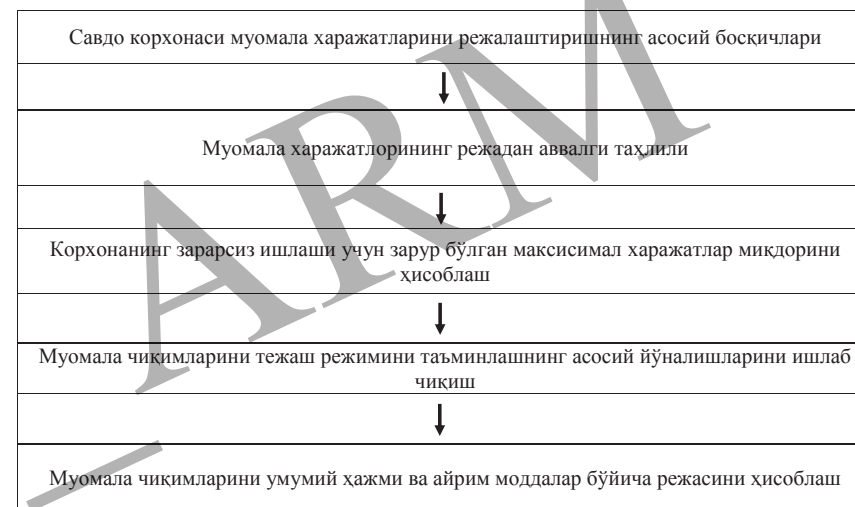 Савдо корхонаси муомала харажатларини режалаштиришнинг асосий босқичлари
Муомала харажатлорининг режадан аввалги таҳлили
Корхонанинг зарарсиз ишлаши учун зарур бўлган максисимал харажатлар миқдорини
ҳисоблаш
Муомала чиқимларини тежаш режимини таъминлашнинг асосий йўналишларини ишлаб
чиқиш
Муомала чиқимларини умумий ҳажми ва айрим моддалар бўйича режасини ҳисоблаш
_ARM